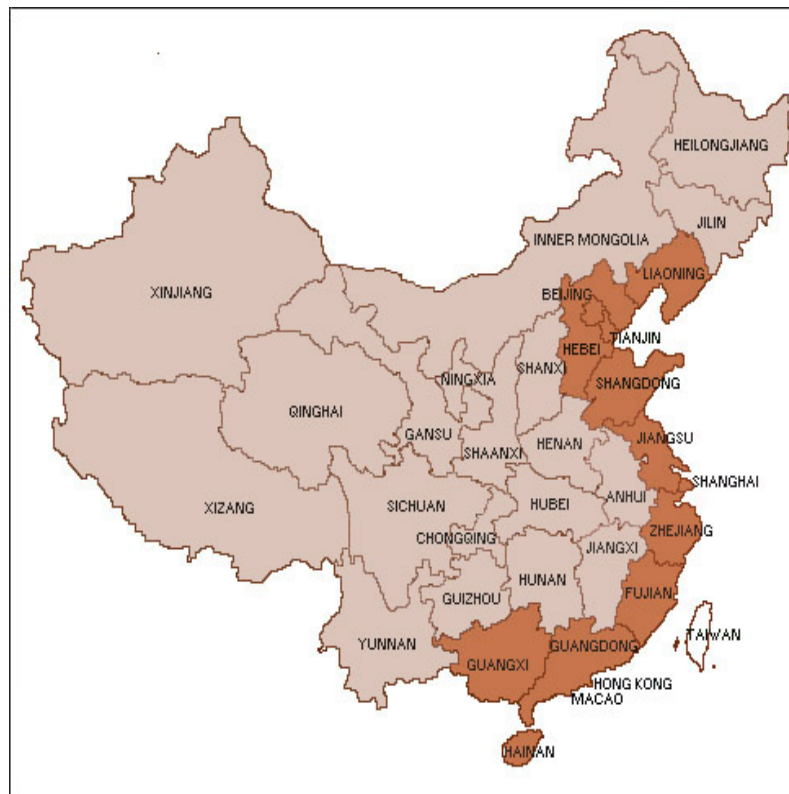 HEILONGJIANG
JILIN
INNER MONGOLIA
LIAONING
XINJIANG
BEIJING
TIANJIN
HEBEI
SHANXI
NINGXIA
SHANGDONG
QINGHAI
GANSU
JIANGSU
HENAN
SHAANXI
SHANGHAI
ANHUI
XIZANG
SICHUAN
HUBEI
ZHEJIANG
CHONGQING
JIANGXI
HUNAN
FUJIAN
GUIZHOU
TAIWAN
YUNNAN
GUANGDONG
GUANGXI
HONG KONG
MACAO
HAINAN